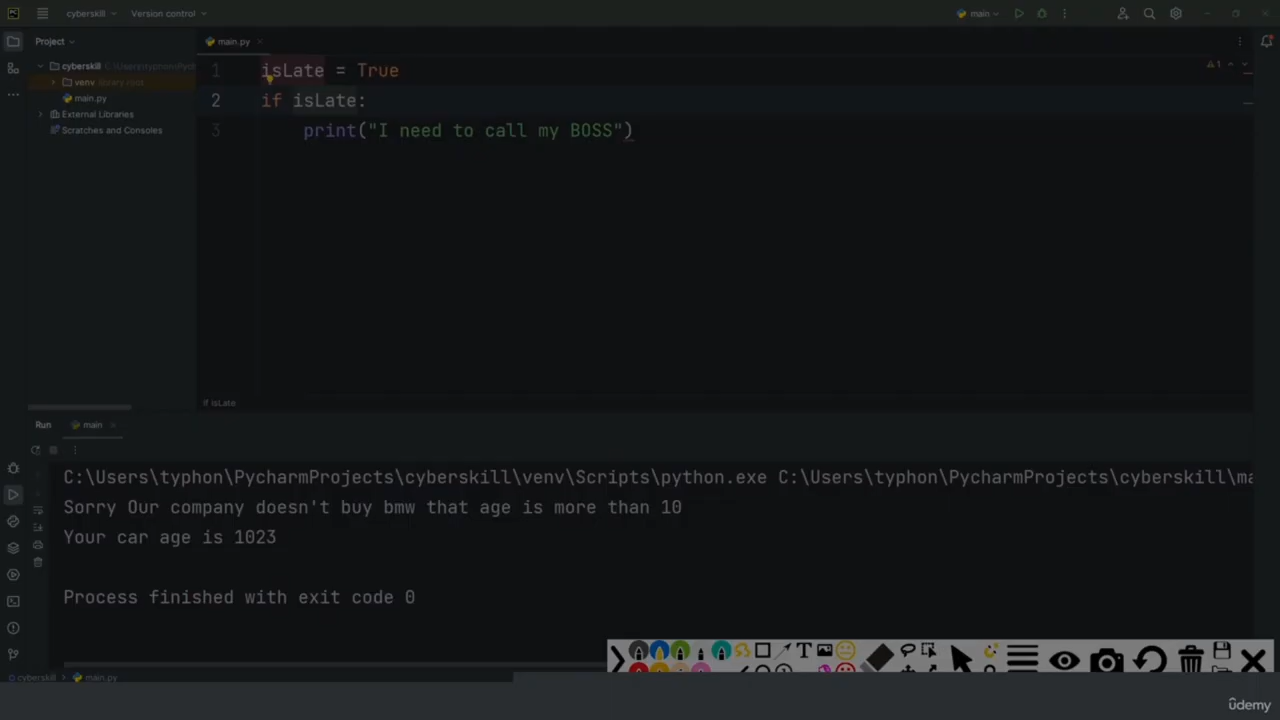 PC cyberskill Version control main
Project main.py
cyberskill C:\Users\typhon\Pych
venv library root
main.py
External Libraries
Scratches and Consoles
1 isLate = True
2 if isLate:
3 print("I need to call my BOSS")
1
if isLate
Run main
C:\Users\typhon\PycharmProjects\cyberskill\venv\Scripts\python.exe C:\Users\typhon\PycharmProjects\cyberskill\ma
Sorry Our company doesn't buy bmw that age is more than 10
Your car age is 1023
Process finished with exit code 0
T
cyberskill > main.py
ûdemy